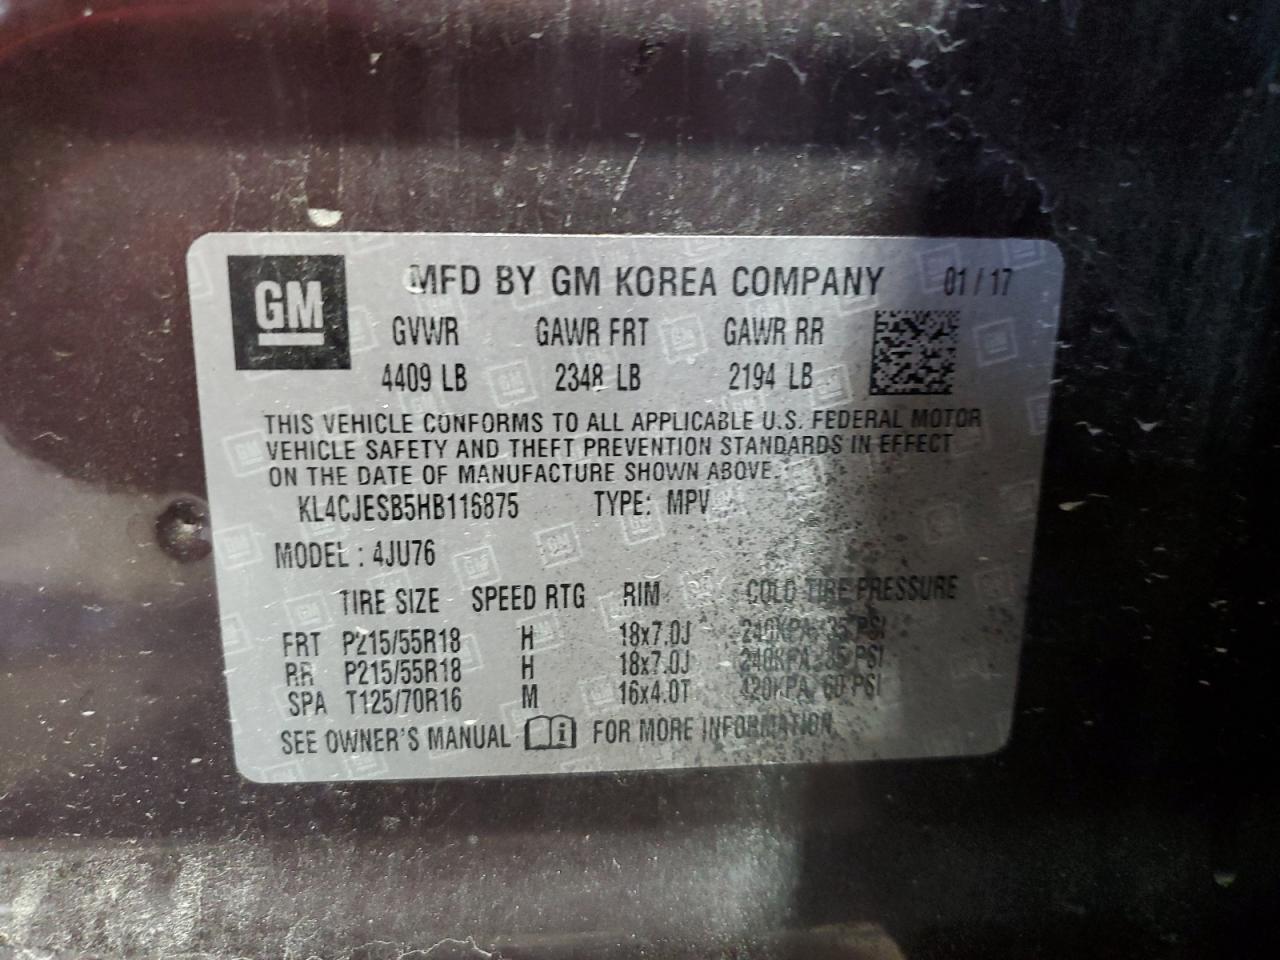 GM
MFD BY GM KOREA COMPANY 01/17
GVWR GAWR FRT GAWR RR
4409 LB 2348 LB 2194 LB
THIS VEHICLE CONFORMS TO ALL APPLICABLE U.S. FEDERAL MOTOR
VEHICLE SAFETY AND THEFT PREVENTION STANDARDS IN EFFECT
ON THE DATE OF MANUFACTURE SHOWN ABOVE.
KL4CJESB5HB116875 TYPE: MPV
MODEL : 4JU76
TIRE SIZE SPEED RTG RIM COLD TIRE PRESSURE
FRT P215/55R18 H 18x7.0J 240KPA, 35 PSI
RR P215/55R18 H 18x7.0J 240KPA, 35 PSI
SPA T125/70R16 M 16x4.0T 420KPA, 60 PSI
SEE OWNER'S MANUAL i FOR MORE INFORMATION